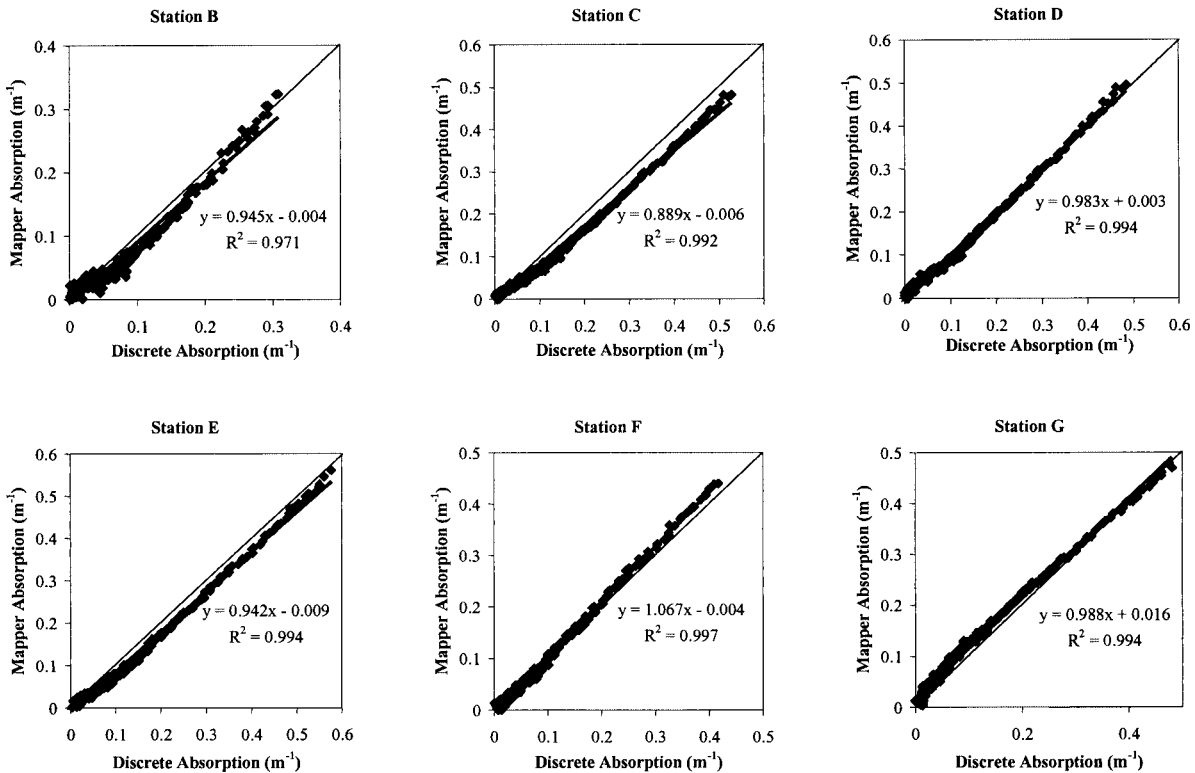 Station B
Mapper Absorption (m⁻¹)
0.4
0.3
0.2
0.1
0
y = 0.945x - 0.004
R² = 0.971
0 0.1 0.2 0.3 0.4
Discrete Absorption (m⁻¹)
Station C
Mapper Absorption (m⁻¹)
0.6
0.5
0.4
0.3
0.2
0.1
0
y = 0.889x - 0.006
R² = 0.992
0 0.1 0.2 0.3 0.4 0.5 0.6
Discrete Absorption (m⁻¹)
Station D
Mapper Absorption (m⁻¹)
0.6
0.5
0.4
0.3
0.2
0.1
0
y = 0.983x + 0.003
R² = 0.994
0 0.1 0.2 0.3 0.4 0.5 0.6
Discrete Absorption (m⁻¹)
Station E
Mapper Absorption (m⁻¹)
0.6
0.5
0.4
0.3
0.2
0.1
0
y = 0.942x - 0.009
R² = 0.994
0 0.1 0.2 0.3 0.4 0.5 0.6
Discrete Absorption (m⁻¹)
Station F
Mapper Absorption (m⁻¹)
0.5
0.4
0.3
0.2
0.1
0
y = 1.067x - 0.004
R² = 0.997
0 0.1 0.2 0.3 0.4 0.5
Discrete Absorption (m⁻¹)
Station G
Mapper Absorption (m⁻¹)
0.5
0.4
0.3
0.2
0.1
0
y = 0.988x + 0.016
R² = 0.994
0 0.2 0.4
Discrete Absorption (m⁻¹)